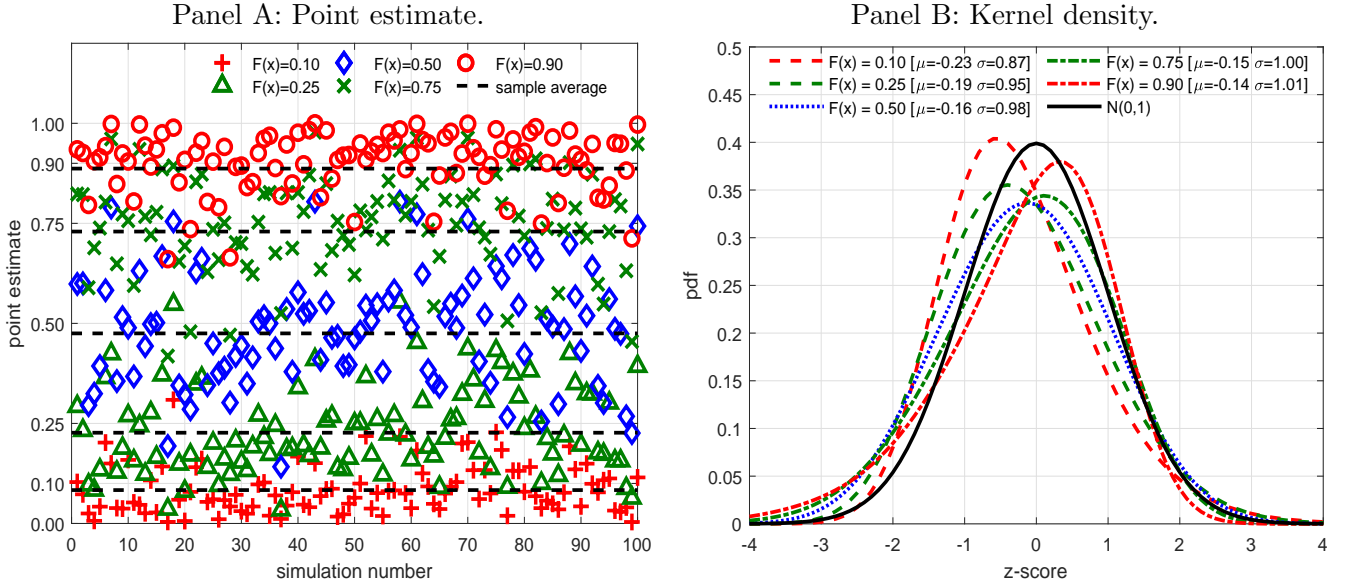 Panel A: Point estimate.
F(x)=0.10
F(x)=0.50
F(x)=0.90
F(x)=0.25
F(x)=0.75
sample average
1.00
0.90
0.75
0.50
0.25
0.10
0.00
point estimate
0 10 20 30 40 50 60 70 80 90 100
simulation number
Panel B: Kernel density.
F(x) = 0.10 [μ=-0.23 σ=0.87]
F(x) = 0.75 [μ=-0.15 σ=1.00]
F(x) = 0.25 [μ=-0.19 σ=0.95]
F(x) = 0.90 [μ=-0.14 σ=1.01]
F(x) = 0.50 [μ=-0.16 σ=0.98]
N(0,1)
0.5
0.45
0.4
0.35
0.3
0.25
0.2
0.15
0.1
0.05
0
pdf
-4 -3 -2 -1 0 1 2 3 4
z-score